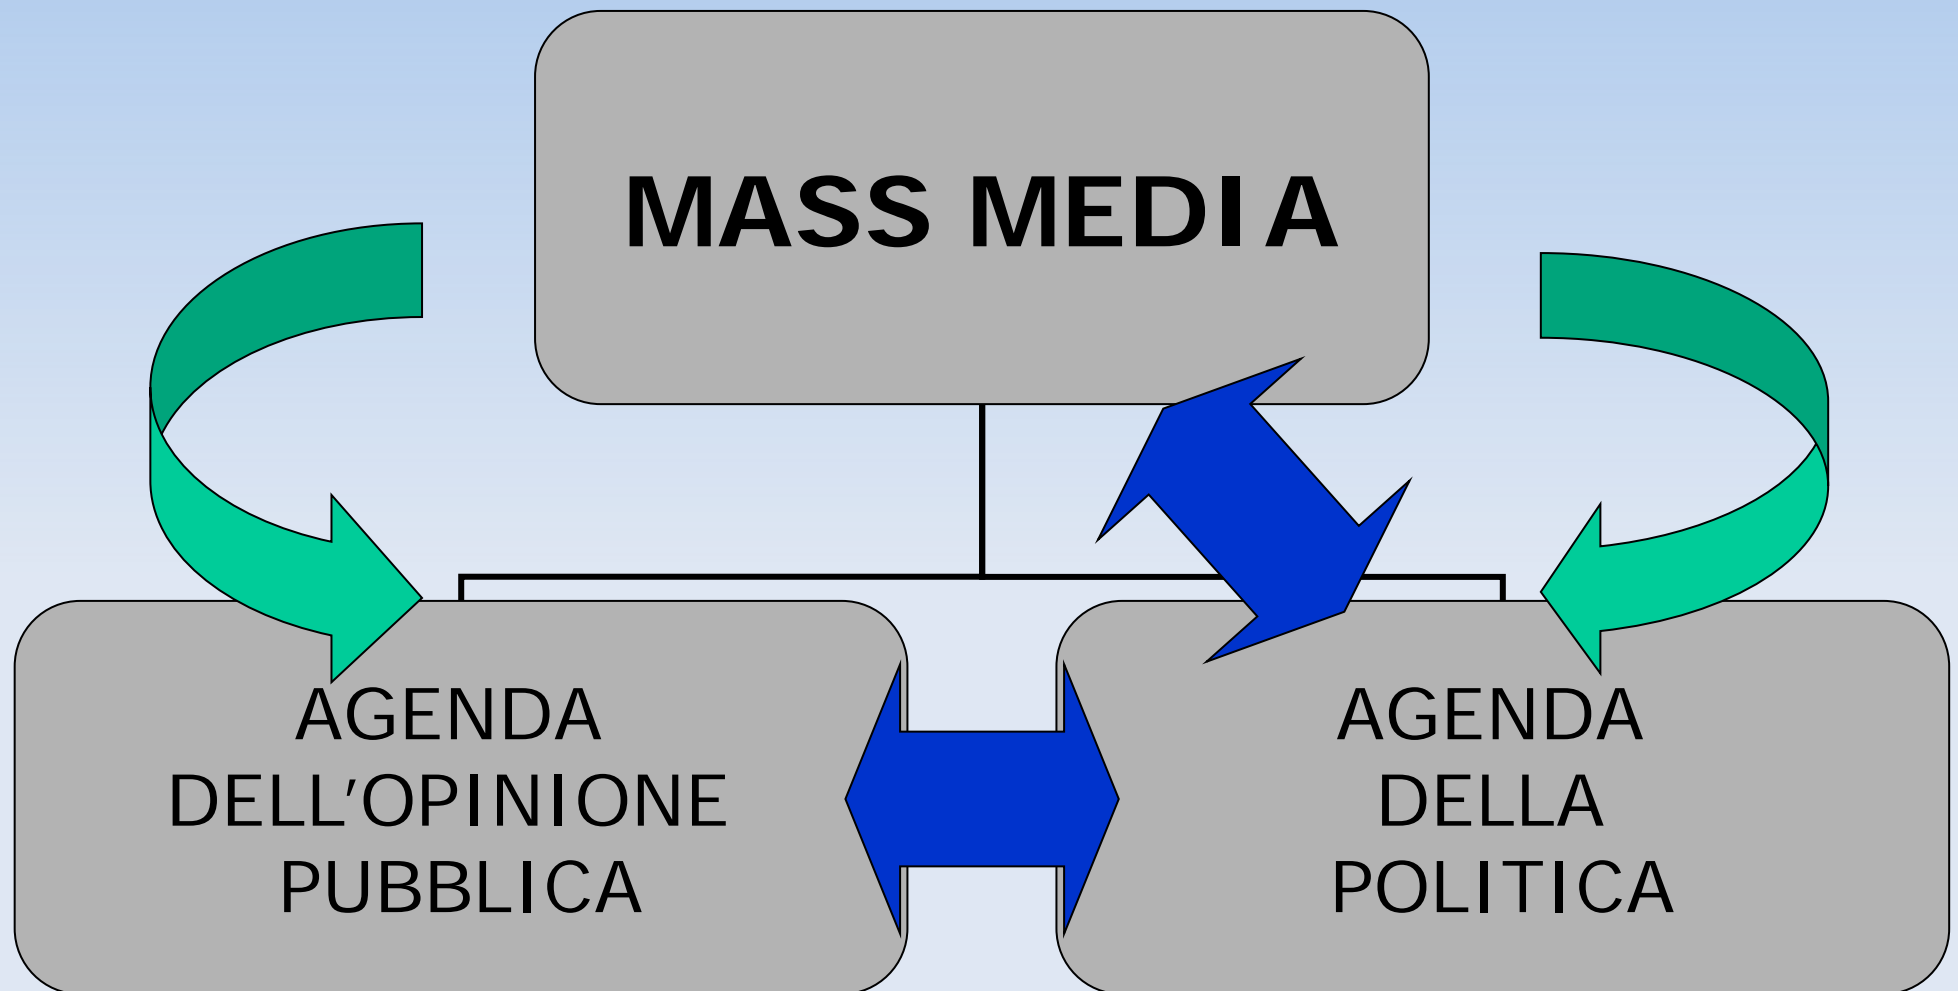 MASS MEDIA
AGENDA
DELL’OPINIONE
PUBBLICA
AGENDA
DELLA
POLITICA